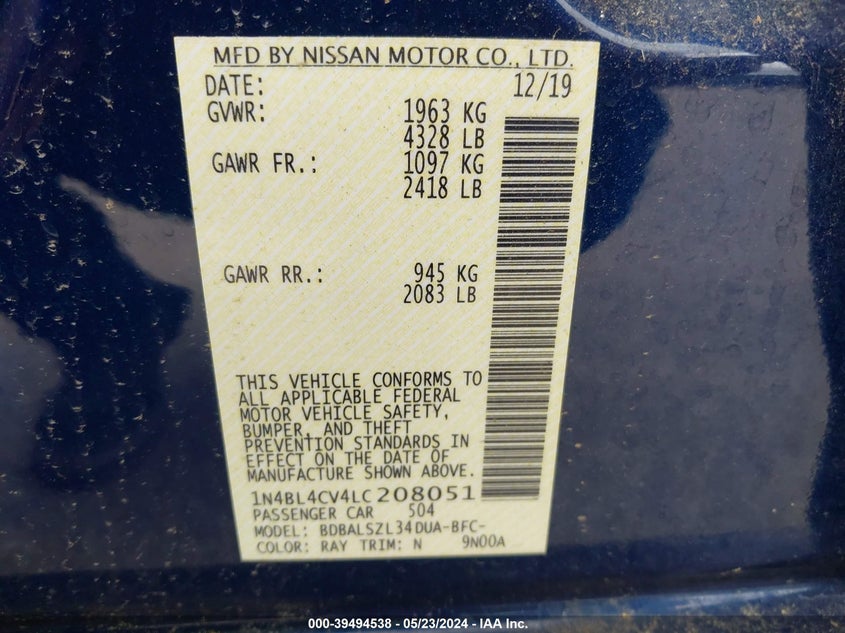 MFD BY NISSAN MOTOR CO., LTD.
DATE: 12/19
GVWR: 1963 KG
4328 LB
GAWR FR.: 1097 KG
2418 LB
GAWR RR.: 945 KG
2083 LB
THIS VEHICLE CONFORMS TO
ALL APPLICABLE FEDERAL
MOTOR VEHICLE SAFETY,
BUMPER, AND THEFT
PREVENTION STANDARDS IN
EFFECT ON THE DATE OF
MANUFACTURE SHOWN ABOVE.
1N4BL4CV4LC208051
PASSENGER CAR 504
MODEL: BDBALSZL34DUA-BFC-
COLOR: RAY TRIM: N 9N00A
000-39494538 - 05/23/2024 - IAA Inc.